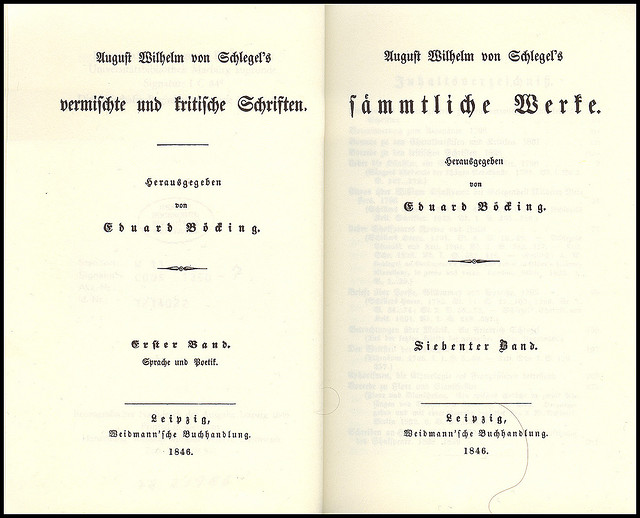 August Wilhelm von Schlegel's
vermischte und kritische Schriften.
Herausgegeben
von
Eduard Böcking.
Erster Band.
Sprache und Poetik.
Leipzig,
Weidmann'sche Buchhandlung.
1846.
August Wilhelm von Schlegel's
sämmtliche Werke.
Herausgegeben
von
Eduard Böcking.
Siebenter Band.
Leipzig,
Weidmann'sche Buchhandlung.
1846.